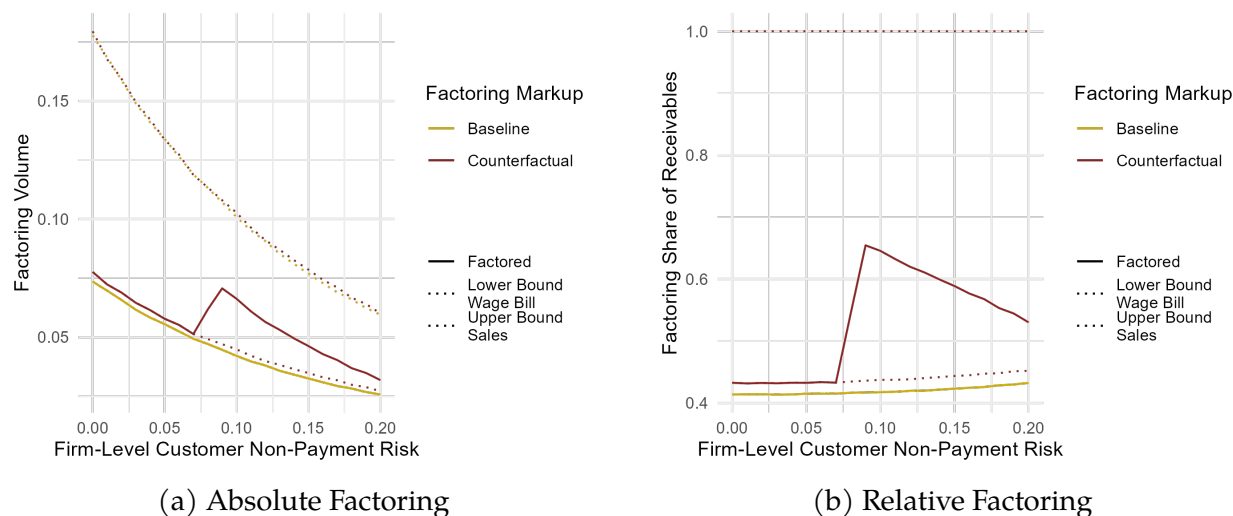 Factoring Volume
0.15
0.10
0.05
0.00
0.05
0.10
0.15
0.20
Firm-Level Customer Non-Payment Risk
Factoring Markup
Baseline
Counterfactual
Factored
Lower Bound
Wage Bill
Upper Bound
Sales
(a) Absolute Factoring
Factoring Share of Receivables
1.0
0.8
0.6
0.4
0.00
0.05
0.10
0.15
0.20
Firm-Level Customer Non-Payment Risk
Factoring Markup
Baseline
Counterfactual
Factored
Lower Bound
Wage Bill
Upper Bound
Sales
(b) Relative Factoring